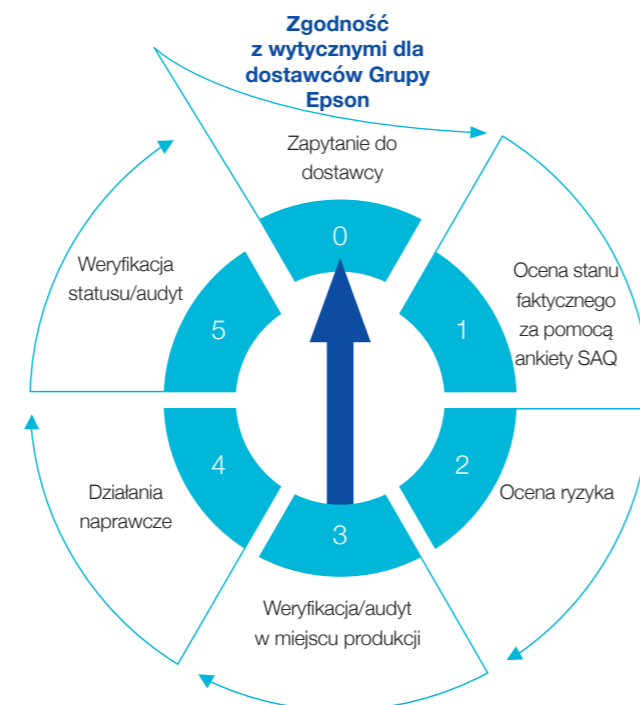 Zgodność
z wytycznymi dla
dostawców Grupy
Epson
Zapytanie do
dostawcy
0
Ocena stanu
faktycznego
za pomocą
ankiety SAQ
1
2
Ocena ryzyka
3
Weryfikacja/audyt
w miejscu produkcji
4
Działania
naprawcze
5
Weryfikacja
statusu/audyt